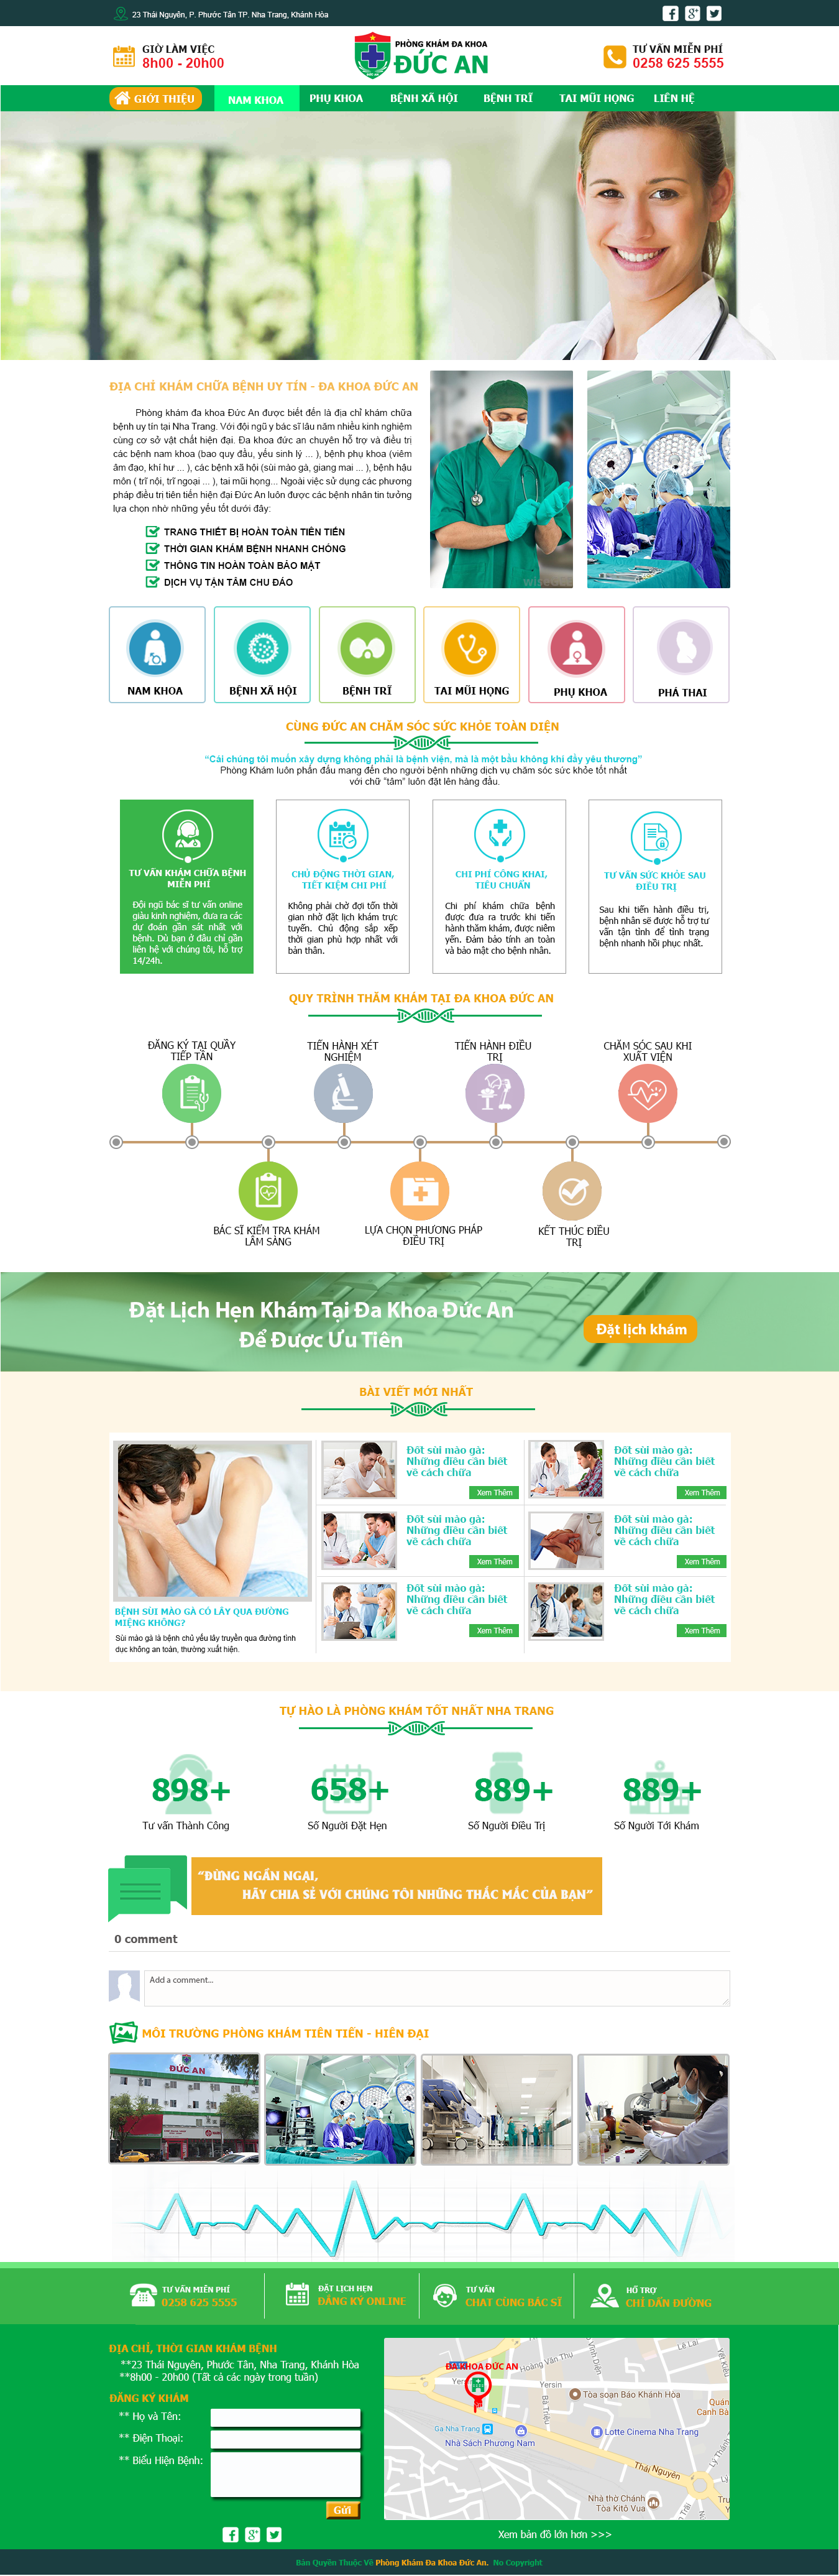 23 Thái Nguyên, P. Phước Tân TP. Nha Trang, Khánh Hòa
GIỜ LÀM VIỆC
8h00 - 20h00
PHÒNG KHÁM ĐA KHOA
ĐỨC AN
TƯ VẤN MIỄN PHÍ
0258 625 5555
GIỚI THIỆU
NAM KHOA
PHỤ KHOA
BỆNH XÃ HỘI
BỆNH TRĨ
TAI MŨI HỌNG
LIÊN HỆ
ĐỊA CHỈ KHÁM CHỮA BỆNH UY TÍN - ĐA KHOA ĐỨC AN
Phòng khám đa khoa Đức An được biết đến là địa chỉ khám chữa
bệnh uy tín tại Nha Trang. Với đội ngũ y bác sĩ lâu năm nhiều kinh nghiệm
cùng cơ sở vật chất hiện đại. Đa khoa đức an chuyên hỗ trợ và điều trị
các bệnh nam khoa (bao quy đầu, yếu sinh lý ... ), bệnh phụ khoa (viêm
âm đạo, khí hư ... ), các bệnh xã hội (sùi mào gà, giang mai ... ), bệnh hậu
môn ( trĩ nội, trĩ ngoại ... ), tai mũi họng... Ngoài việc sử dụng các phương
pháp điều trị tiên tiến hiện đại Đức An luôn được các bệnh nhân tin tưởng
lựa chọn nhờ những yếu tốt dưới đây:
TRANG THIẾT BỊ HOÀN TOÀN TIÊN TIẾN
THỜI GIAN KHÁM BỆNH NHANH CHÓNG
THÔNG TIN HOÀN TOÀN BẢO MẬT
DỊCH VỤ TẬN TÂM CHU ĐÁO
NAM KHOA
BỆNH XÃ HỘI
BỆNH TRĨ
TAI MŨI HỌNG
PHỤ KHOA
PHÁ THAI
CÙNG ĐỨC AN CHĂM SÓC SỨC KHỎE TOÀN DIỆN
“Cái chúng tôi muốn xây dựng không phải là bệnh viện, mà là một bầu không khí đầy yêu thương”
Phòng Khám luôn phấn đấu mang đến cho người bệnh những dịch vụ chăm sóc sức khỏe tốt nhất
với chữ “tâm” luôn đặt lên hàng đầu.
TƯ VẤN KHÁM CHỮA BỆNH
MIỄN PHÍ
Đội ngũ bác sĩ tư vấn online
giàu kinh nghiệm, đưa ra các
dự đoán gần sát nhất với
bệnh. Dù bạn ở đâu chỉ gần
liên hệ với chúng tôi, hỗ trợ
14/24h.
CHỦ ĐỘNG THỜI GIAN,
TIẾT KIỆM CHI PHÍ
Không phải chờ đợi tốn thời
gian nhờ đặt lịch khám trực
tuyến. Chủ động sắp xếp
thời gian phù hợp nhất với
bản thân.
CHI PHÍ CÔNG KHAI,
TIÊU CHUẨN
Chi phí khám chữa bệnh
được đưa ra trước khi tiến
hành thăm khám, được niêm
yến. Đảm bảo tính an toàn
và bảo mật cho bệnh nhân.
TƯ VẤN SỨC KHỎE SAU
ĐIỀU TRỊ
Sau khi tiến hành điều trị,
bệnh nhân sẽ được hỗ trợ tư
vấn tận tình để tình trạng
bệnh nhanh hồi phục nhất.
QUY TRÌNH THĂM KHÁM TẠI ĐA KHOA ĐỨC AN
ĐĂNG KÝ TẠI QUẦY
TIẾP TÂN
TIẾN HÀNH XÉT
NGHIỆM
TIẾN HÀNH ĐIỀU
TRỊ
CHĂM SÓC SAU KHI
XUẤT VIỆN
BÁC SĨ KIỂM TRA KHÁM
LÂM SÀNG
LỰA CHỌN PHƯƠNG PHÁP
ĐIỀU TRỊ
KẾT THÚC ĐIỀU
TRỊ
Đặt Lịch Hẹn Khám Tại Đa Khoa Đức An
Để Được Ưu Tiên
Đặt lịch khám
BÀI VIẾT MỚI NHẤT
BỆNH SÙI MÀO GÀ CÓ LÂY QUA ĐƯỜNG
MIỆNG KHÔNG?
Sùi mào gà là bệnh chủ yếu lây truyền qua đường tình
dục không an toàn, thường xuất hiện.
Đốt sùi mào gà:
Những điều cần biết
về cách chữa
Xem Thêm
Đốt sùi mào gà:
Những điều cần biết
về cách chữa
Xem Thêm
Đốt sùi mào gà:
Những điều cần biết
về cách chữa
Xem Thêm
Đốt sùi mào gà:
Những điều cần biết
về cách chữa
Xem Thêm
Đốt sùi mào gà:
Những điều cần biết
về cách chữa
Xem Thêm
Đốt sùi mào gà:
Những điều cần biết
về cách chữa
Xem Thêm
TỰ HÀO LÀ PHÒNG KHÁM TỐT NHẤT NHA TRANG
898+
Tư vấn Thành Công
658+
Số Người Đặt Hẹn
889+
Số Người Điều Trị
889+
Số Người Tới Khám
“ĐỪNG NGẦN NGẠI,
HÃY CHIA SẺ VỚI CHÚNG TÔI NHỮNG THẮC MẮC CỦA BẠN”
0 comment
Add a comment...
MÔI TRƯỜNG PHÒNG KHÁM TIÊN TIẾN - HIỆN ĐẠI
ĐỨC AN
TƯ VẤN MIỄN PHÍ
0258 625 5555
ĐẶT LỊCH HẸN
ĐĂNG KÝ ONLINE
TƯ VẤN
CHAT CÙNG BÁC SĨ
HỖ TRỢ
CHỈ DẪN ĐƯỜNG
ĐỊA CHỈ, THỜI GIAN KHÁM BỆNH
**23 Thái Nguyên, Phước Tân, Nha Trang, Khánh Hòa
**8h00 - 20h00 (Tất cả các ngày trong tuần)
ĐĂNG KÝ KHÁM
** Họ và Tên:
** Điện Thoại:
** Biểu Hiện Bệnh:
Gửi
ĐA KHOA ĐỨC AN
Yersin
Yersin
Hoàng Văn Thụ
Lê Lai
Yết Kiêu
Bà Triệu
Tòa soạn Báo Khánh Hòa
Quán
Canh Bà
Ga Nha Trang
Nhà Sách Phương Nam
Lotte Cinema Nha Trang
Lý Thánh Tôn
Nhà thờ Chánh
Tòa Kitô Vua
Xem bản đồ lớn hơn >>>
Bản Quyền Thuộc Về Phòng Khám Đa Khoa Đức An. No Copyright